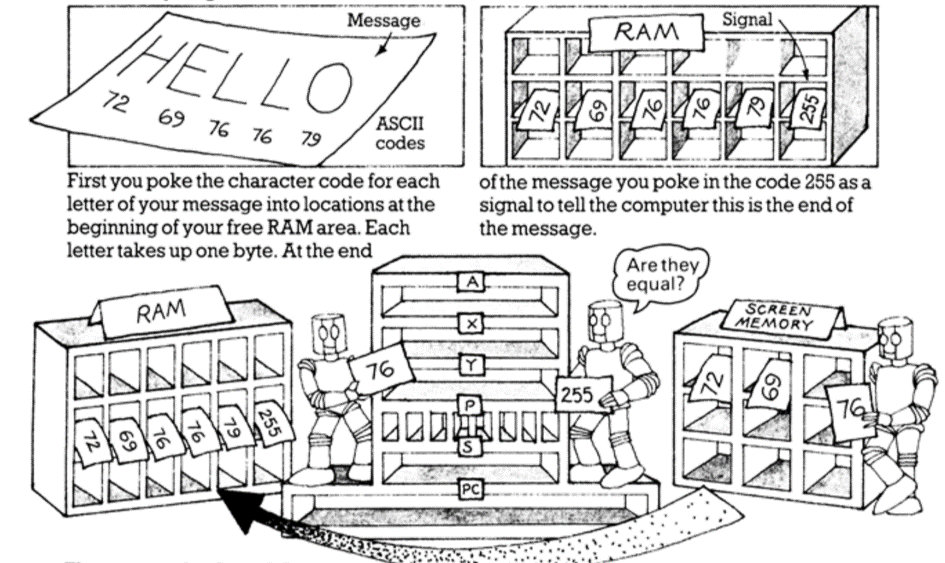 Message
HELLO
72 69 76 76 79
ASCII
codes
RAM
Signal
72 69 76 76 79 255
First you poke the character code for each
letter of your message into locations at the
beginning of your free RAM area. Each
letter takes up one byte. At the end
of the message you poke in the code 255 as a
signal to tell the computer this is the end of
the message.
RAM
72 69 76 76 79 255
76
A
X
Y
P
S
PC
Are they
equal?
255
SCREEN
MEMORY
72 69
76